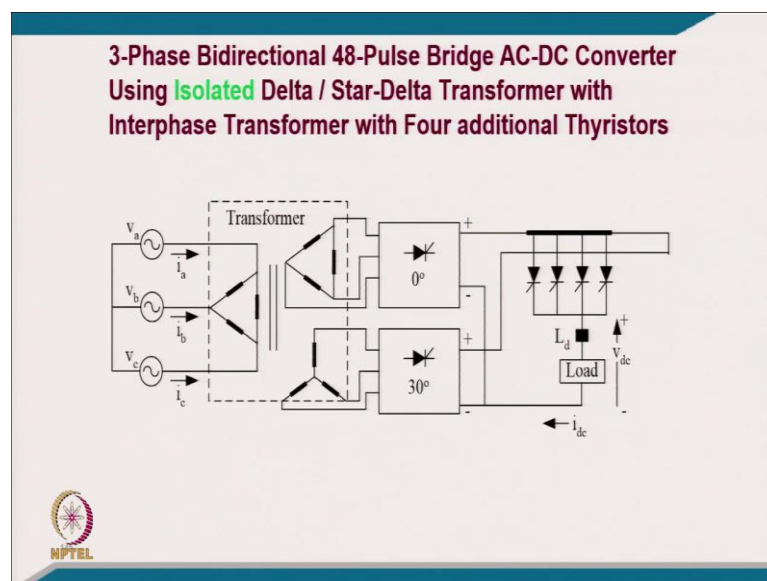 3-Phase Bidirectional 48-Pulse Bridge AC-DC Converter
Using Isolated Delta / Star-Delta Transformer with
Interphase Transformer with Four additional Thyristors
Transformer
va
ia
vb
ib
vc
ic
+
0°
-
+
30°
-
Ld
Load
+
vdc
-
idc
NPTEL